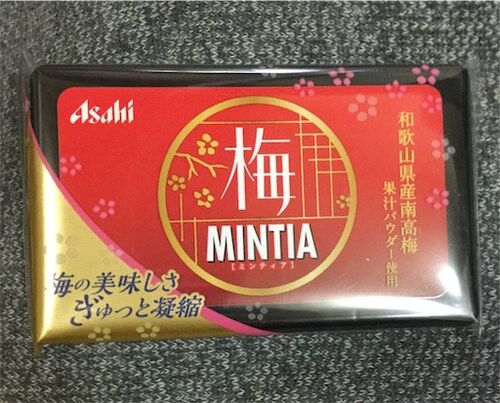 Asahi
梅
MINTIA
[ミンティア]
和歌山県産南高梅
果汁パウダー使用
梅の美味しさ
ぎゅっと凝縮